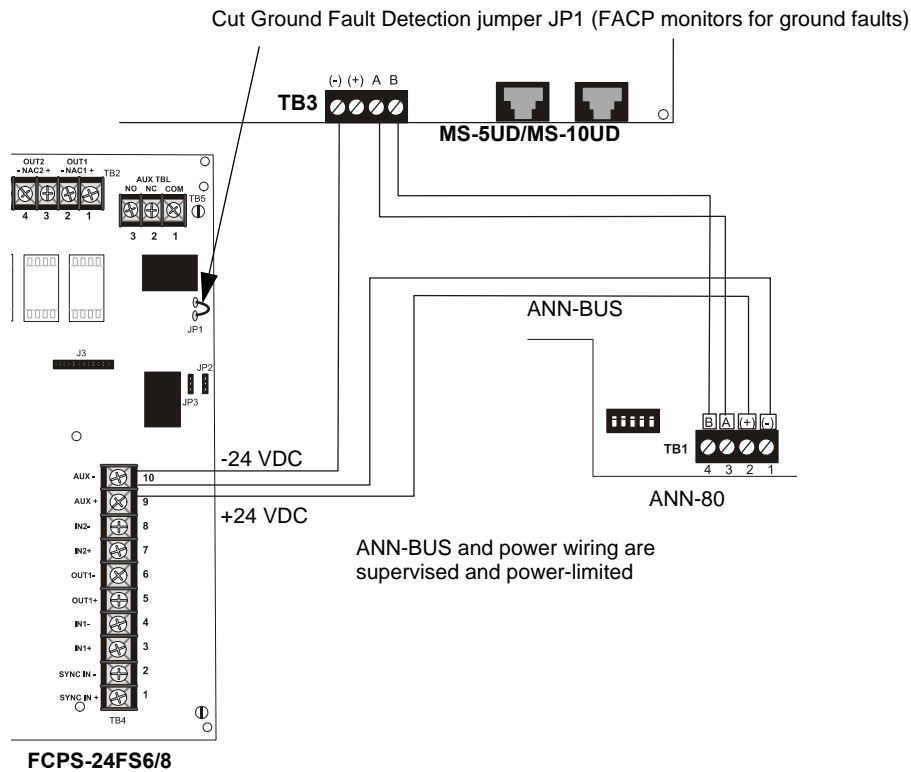 Cut Ground Fault Detection jumper JP1 (FACP monitors for ground faults)
(-) (+) A B
TB3
MS-5UD/MS-10UD
OUT2 OUT1
- NAC2 + - NAC1 + TB2
4 3 2 1
AUX TBL
NO NC COM
TB5
3 2 1
JP1
ANN-BUS
J3
JP2
JP3
B A (+) (-)
TB1
4 3 2 1
ANN-80
-24 VDC
AUX - 10
AUX + 9
+24 VDC
IN2- 8
IN2+ 7
OUT1- 6
OUT1+ 5
IN1- 4
IN1+ 3
SYNC IN - 2
SYNC IN + 1
TB4
ANN-BUS and power wiring are
supervised and power-limited
FCPS-24FS6/8